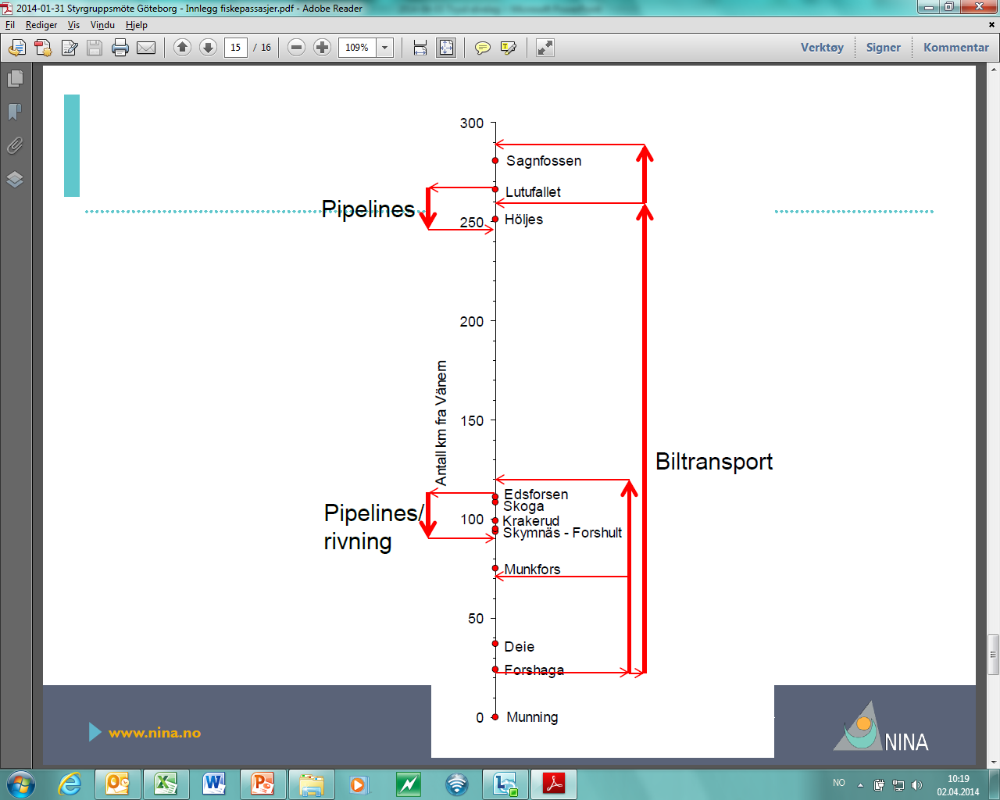 2014-01-31 Styrgruppsmöte Göteborg - Innlegg fiskepassasjer.pdf - Adobe Reader
Fil Rediger Vis Vindu Hjelp
15 / 16 109% Verktøy Signer Kommentar
300
Sagnfossen
Lutufallet
Pipelines
250 Höljes
200
Antall km fra Vänem
150
Biltransport
Edsforsen
Skoga
Pipelines/
rivning
100 Krakerud
Skymnäs - Forshult
Munkfors
50
Deie
Forshaga
0 Munning
www.nina.no
NINA
NO 10:19
02.04.2014